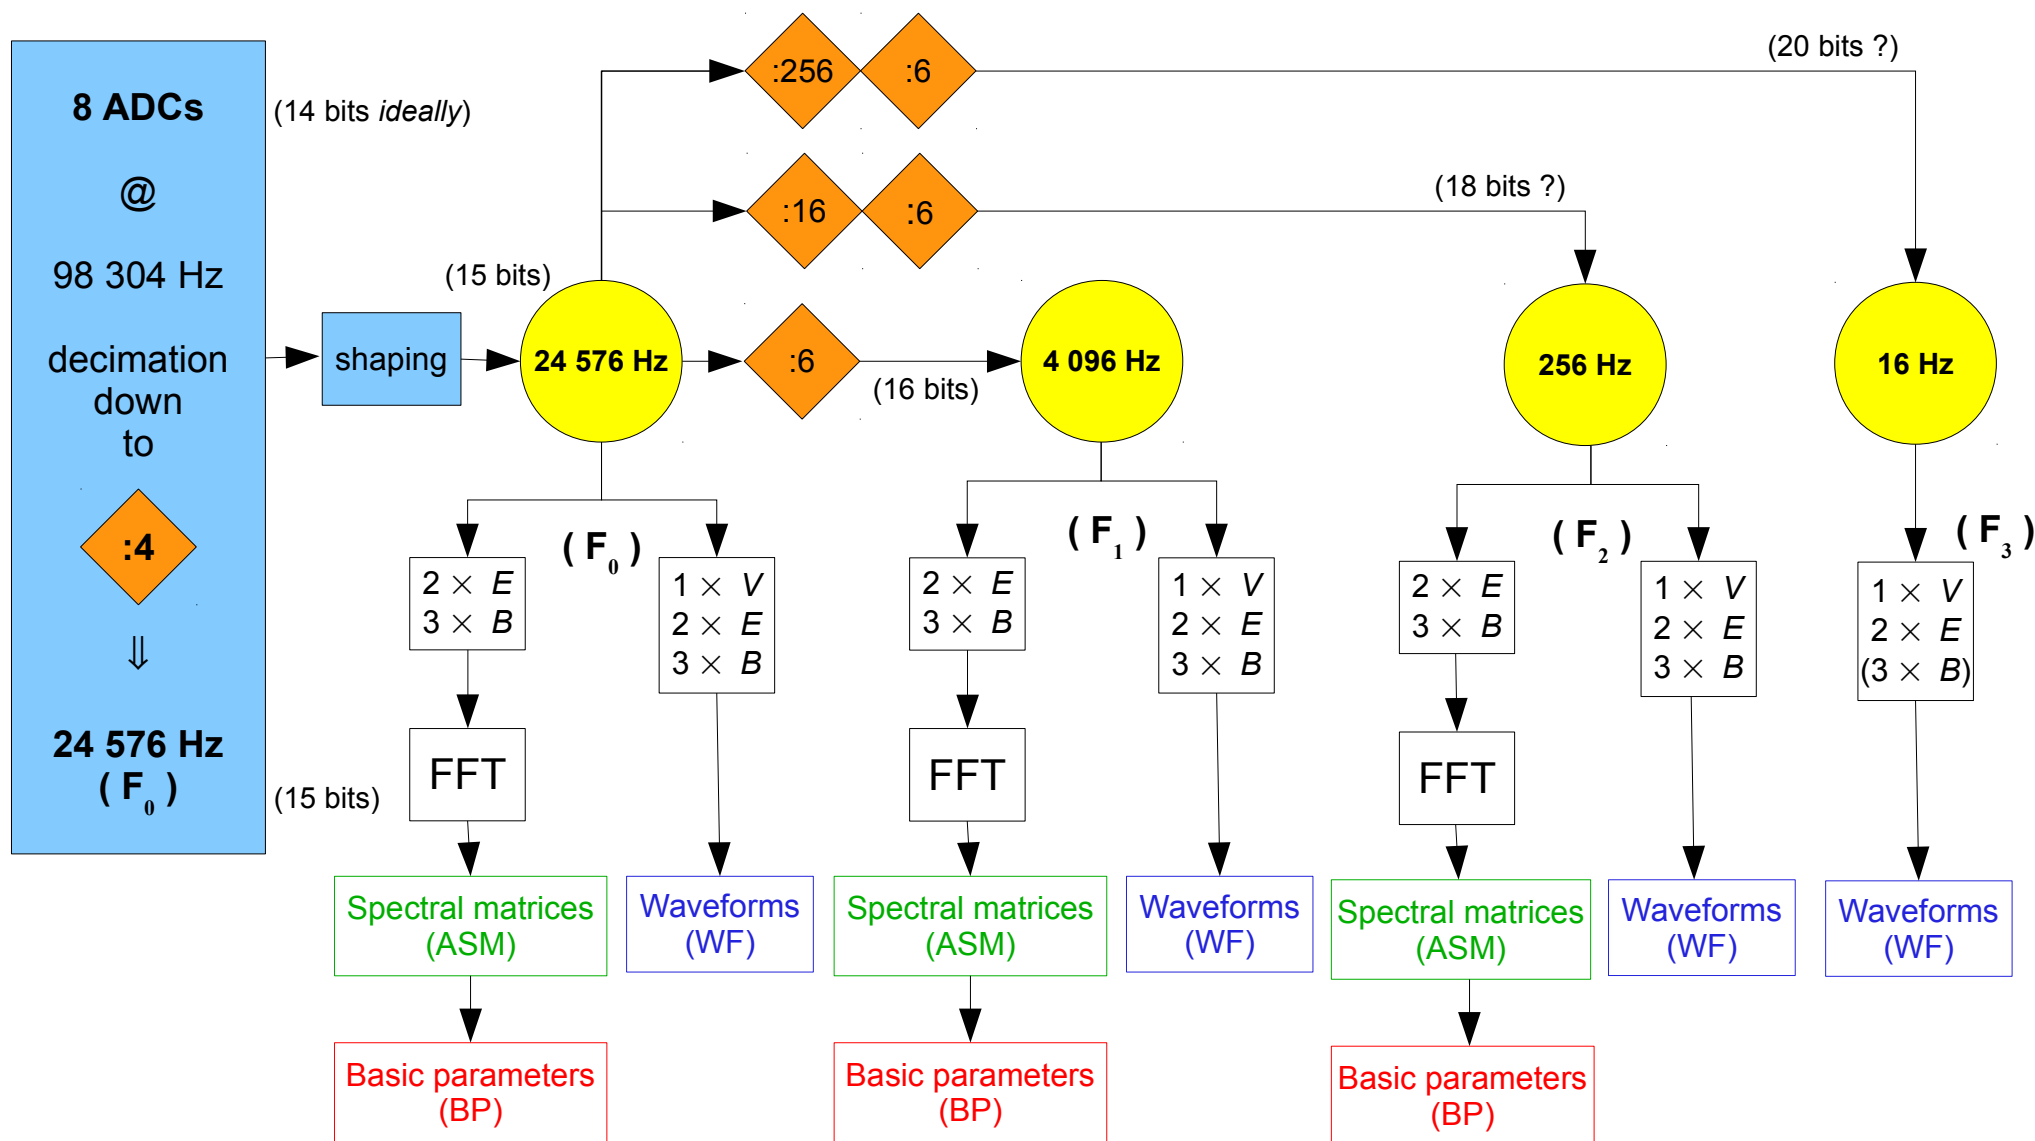 8 ADCs
@
98 304 Hz
decimation
down
to
:4
⇓
24 576 Hz
( F0 )
(14 bits ideally)
(15 bits)
shaping
(15 bits)
24 576 Hz
:256
:6
(20 bits ?)
:16
:6
(18 bits ?)
:6
(16 bits)
4 096 Hz
256 Hz
16 Hz
( F0 )
2 × E
3 × B
FFT
Spectral matrices
(ASM)
Basic parameters
(BP)
1 × V
2 × E
3 × B
Waveforms
(WF)
( F1 )
2 × E
3 × B
FFT
Spectral matrices
(ASM)
Basic parameters
(BP)
1 × V
2 × E
3 × B
Waveforms
(WF)
( F2 )
2 × E
3 × B
FFT
Spectral matrices
(ASM)
Basic parameters
(BP)
1 × V
2 × E
3 × B
Waveforms
(WF)
( F3 )
1 × V
2 × E
(3 × B)
Waveforms
(WF)